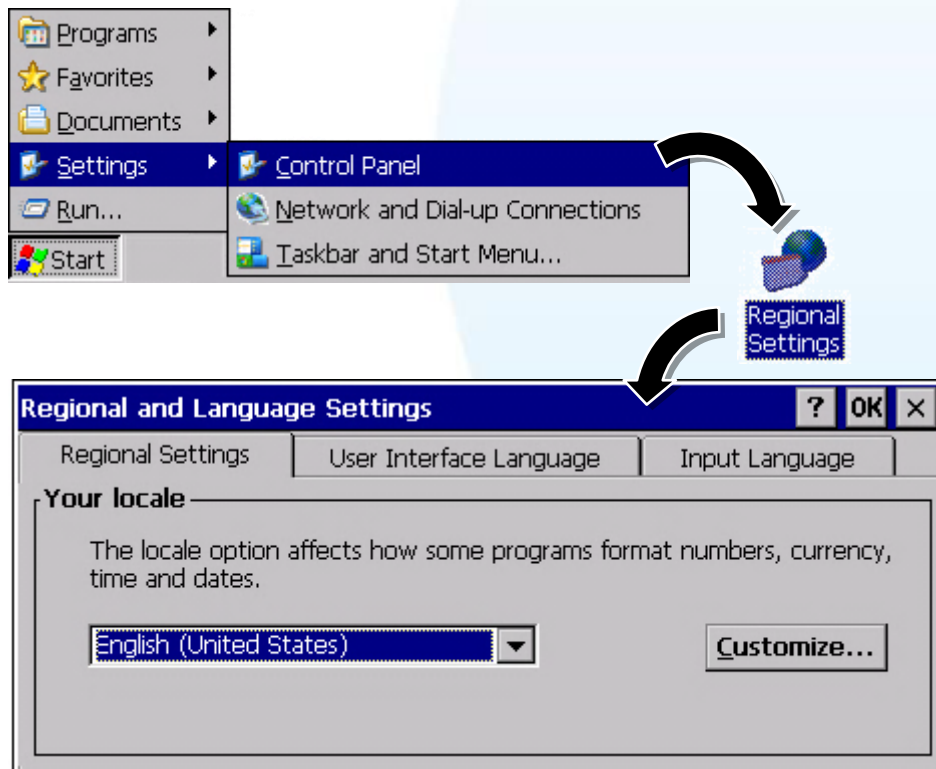 Programs
Favorites
Documents
Settings
Control Panel
Run...
Network and Dial-up Connections
Start
Taskbar and Start Menu...
Regional
Settings
Regional and Language Settings
? OK ×
Regional Settings
User Interface Language
Input Language
Your locale
The locale option affects how some programs format numbers, currency,
time and dates.
English (United States)
Customize...